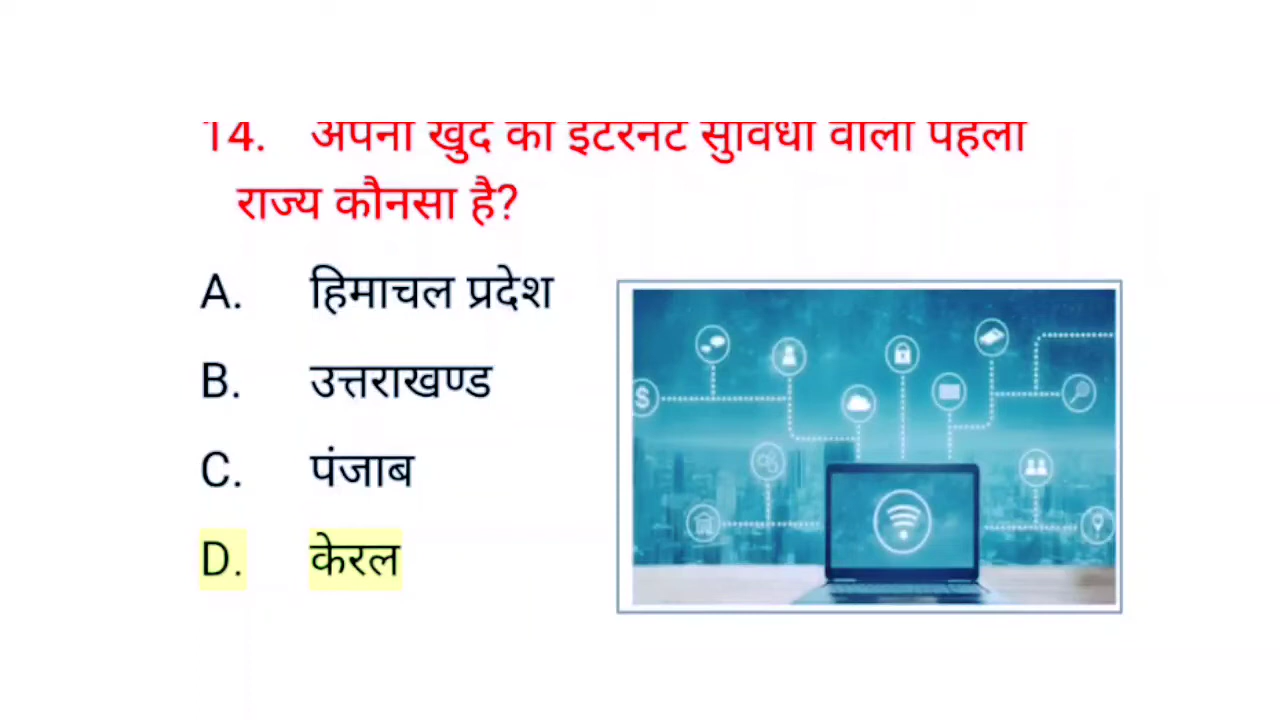 14. अपनी खुद की इंटरनेट सुविधा वाला पहला
राज्य कौनसा है?
A. हिमाचल प्रदेश
B. उत्तराखण्ड
C. पंजाब
D. केरल